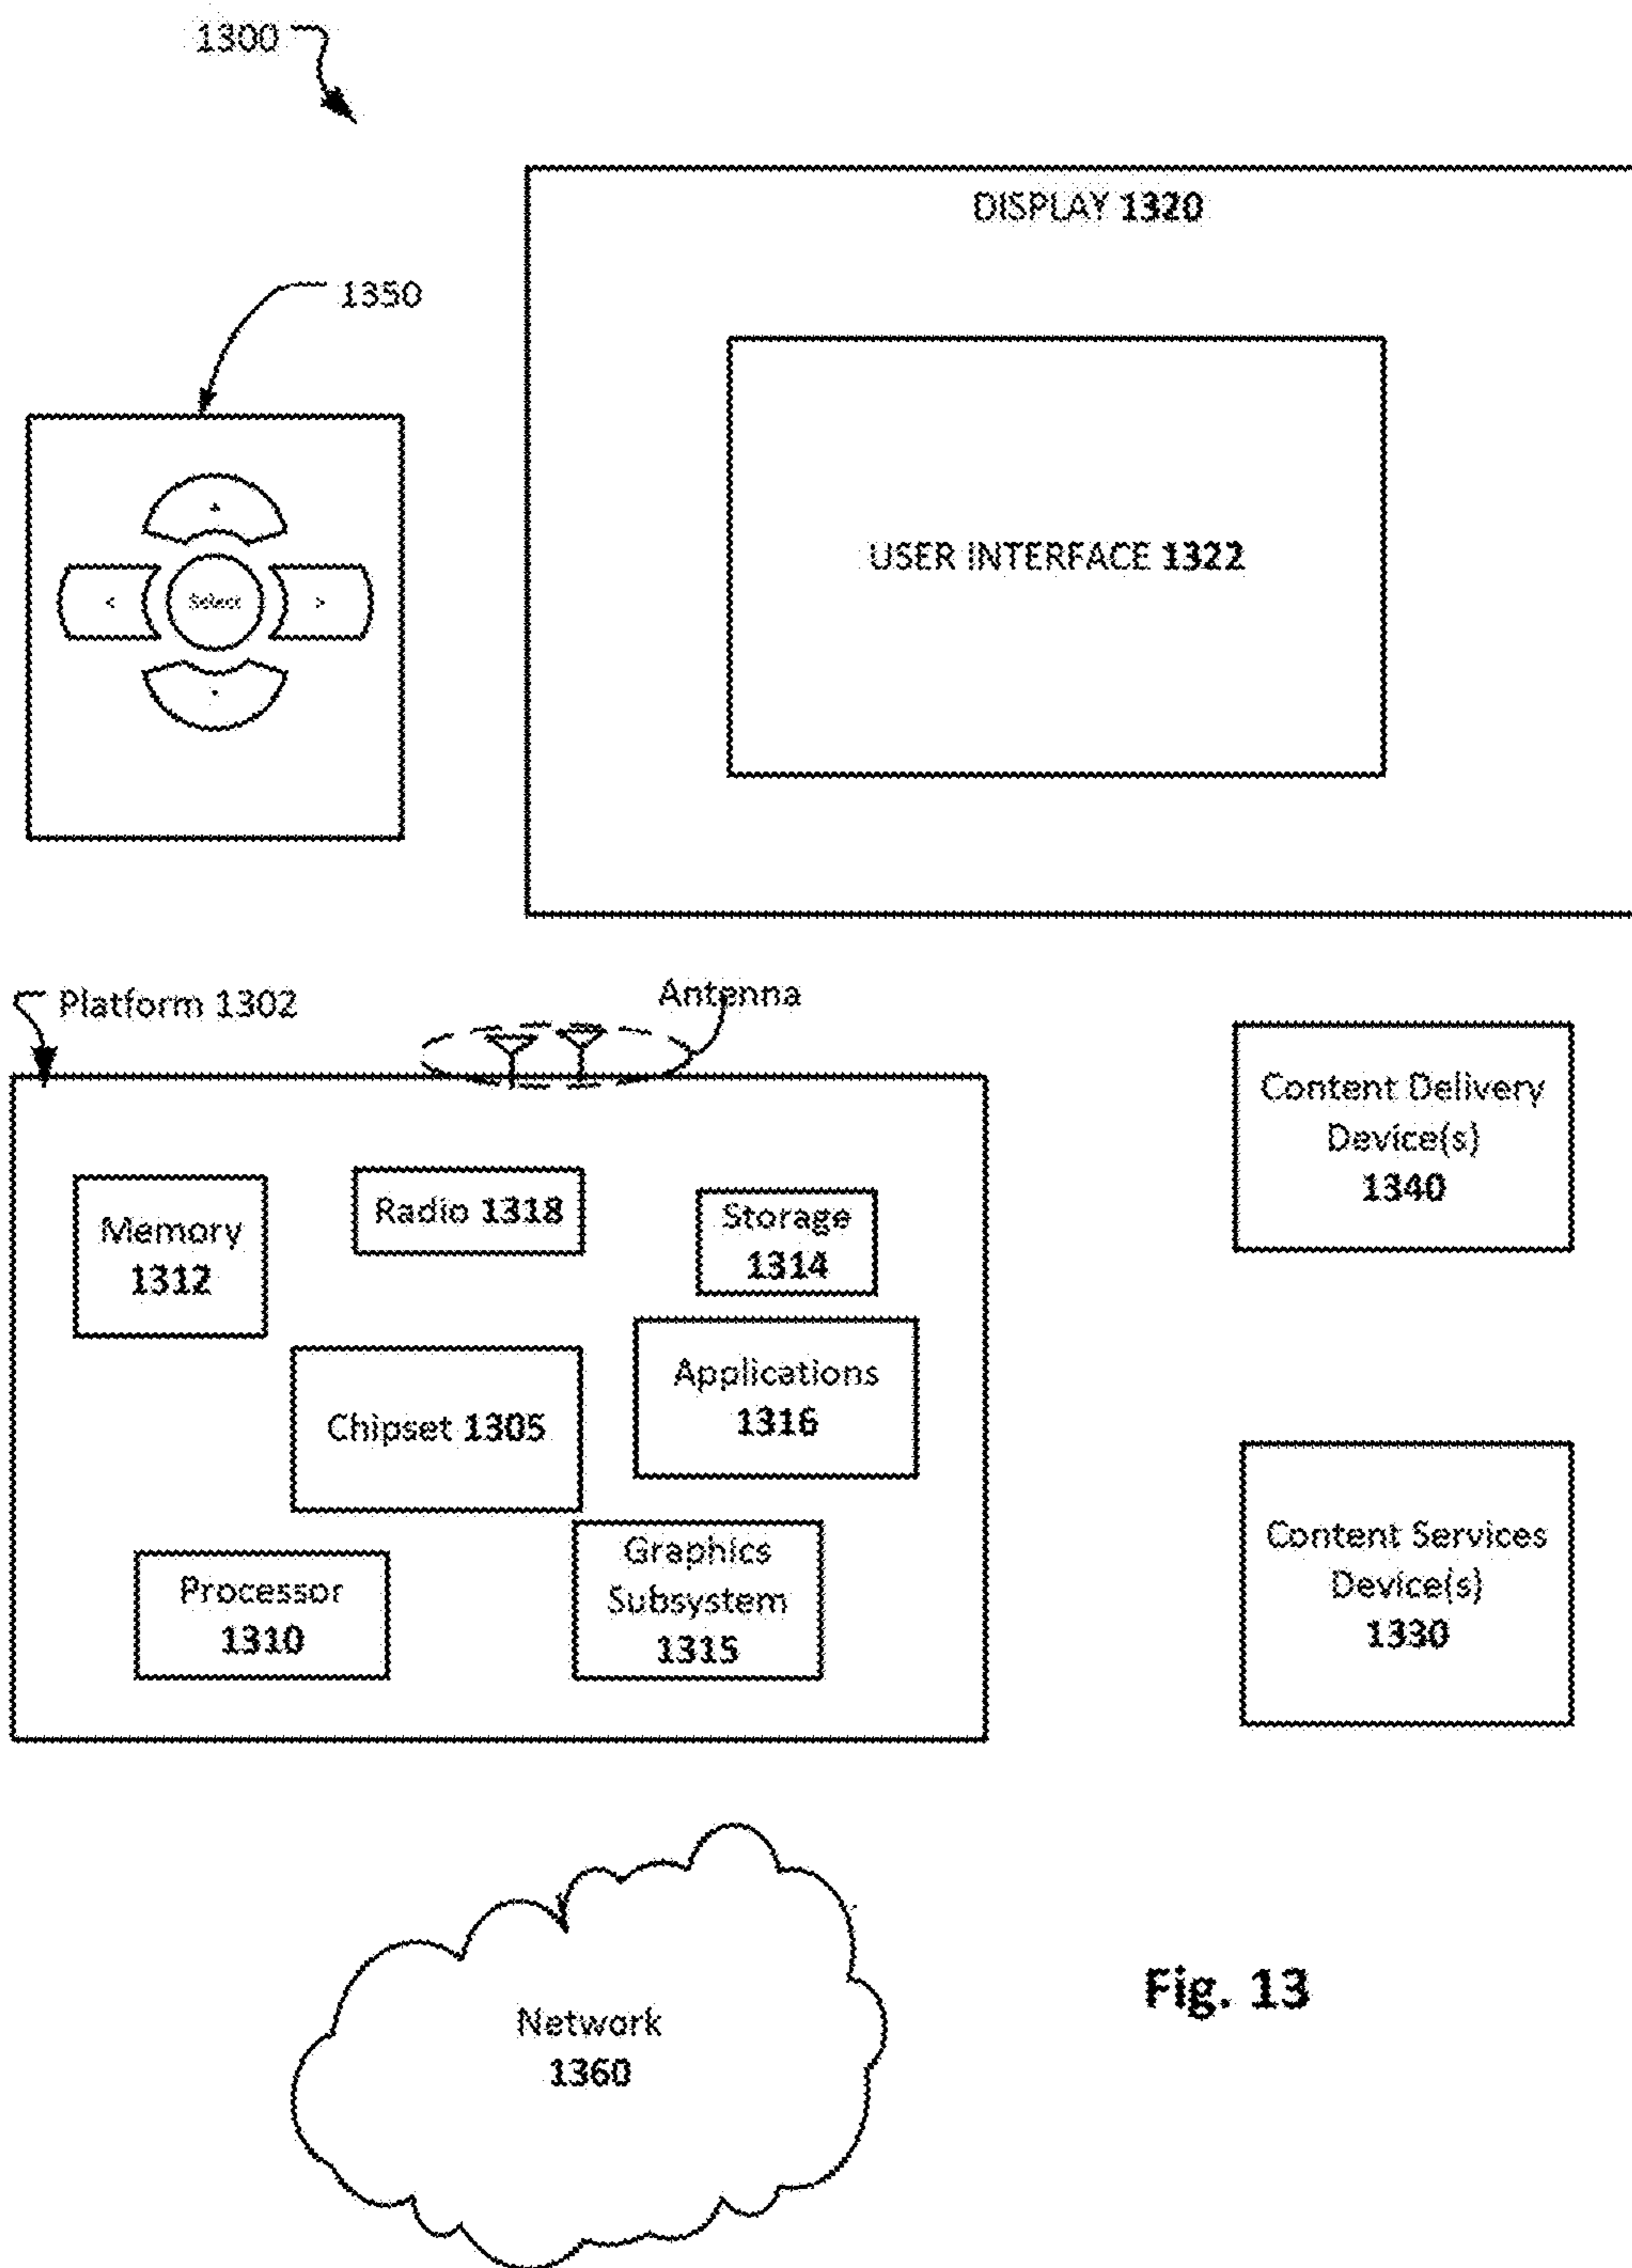 1300
DISPLAY 1320
1350
USER INTERFACE 1322
<
Select
>
Platform 1302
Antenna
Content Delivery
Device(s)
1340
Memory
1312
Radio 1318
Storage
1314
Chipset 1305
Applications
1316
Processor
1310
Graphics
Subsystem
1315
Content Services
Device(s)
1330
Network
1360
Fig. 13